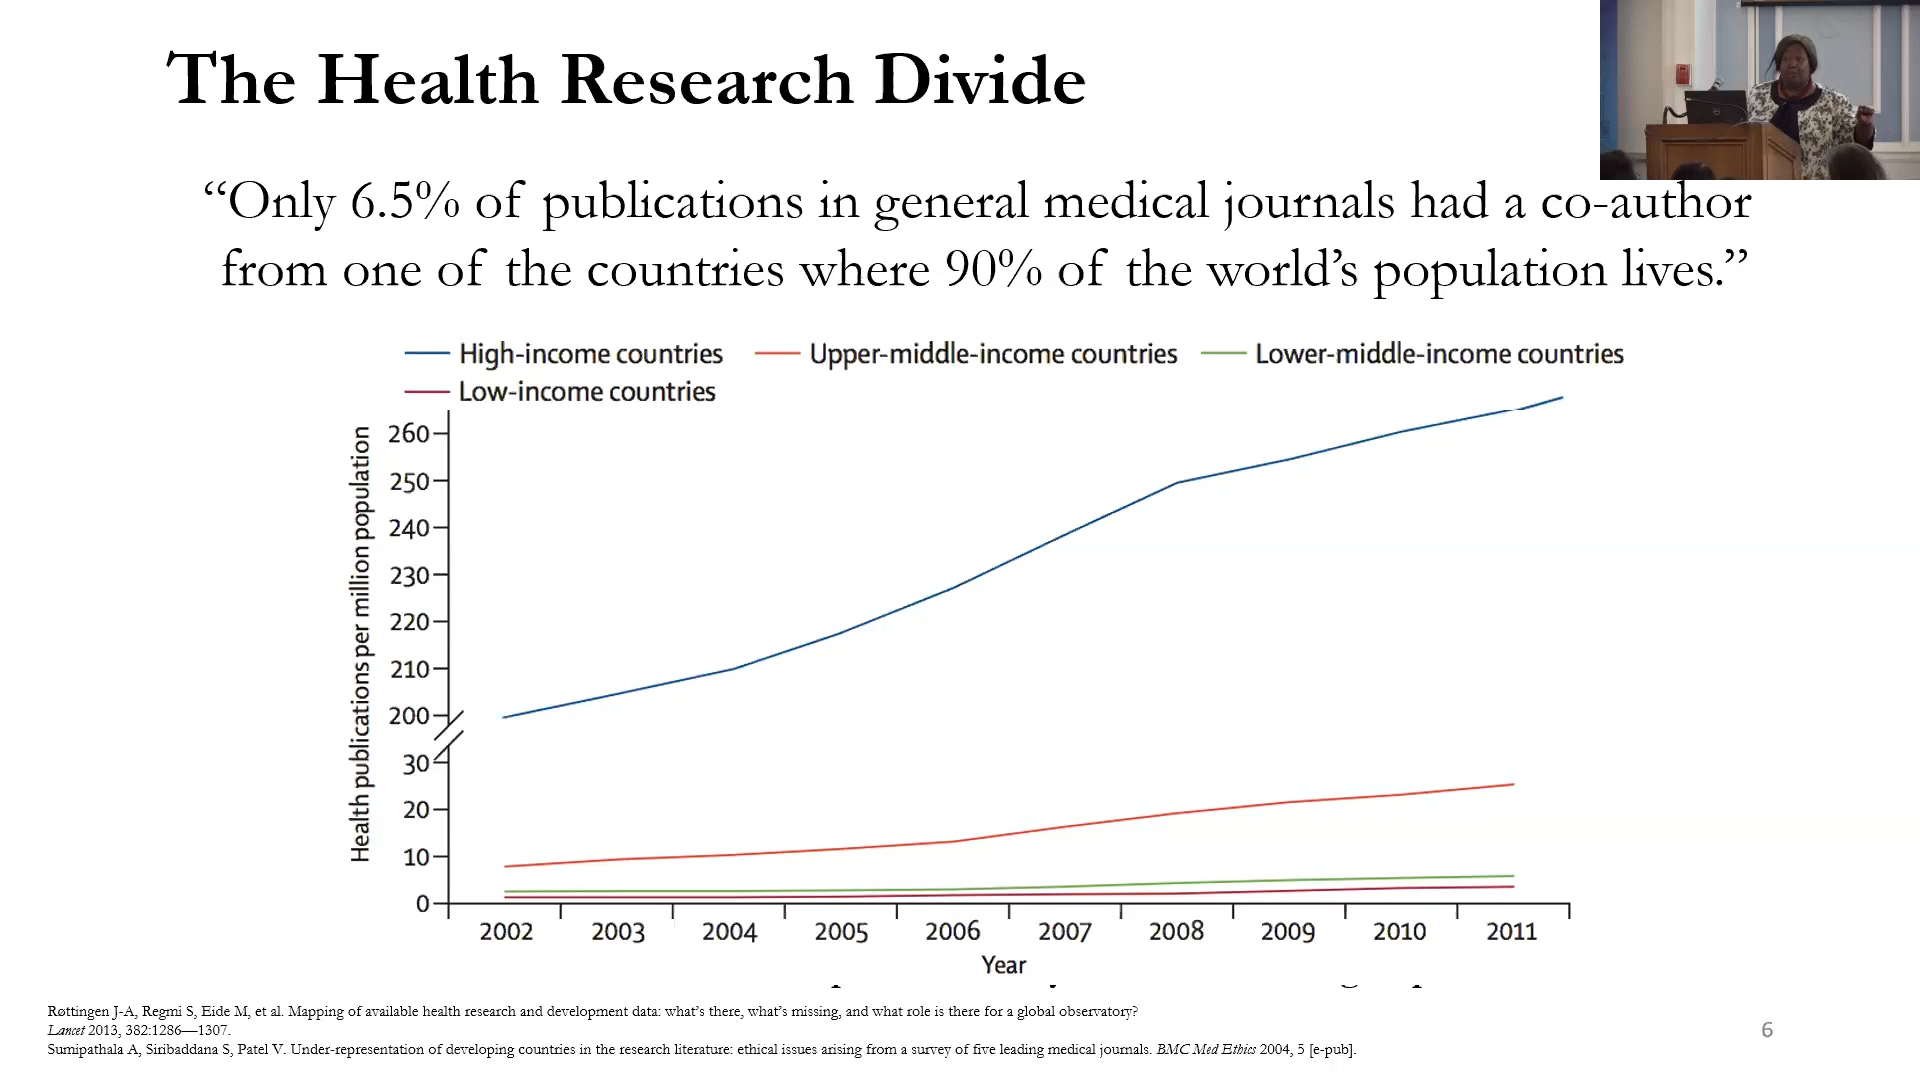 The Health Research Divide
“Only 6.5% of publications in general medical journals had a co-author
from one of the countries where 90% of the world’s population lives.”
High-income countries
Upper-middle-income countries
Lower-middle-income countries
Low-income countries
Health publications per million population
260
250
240
230
220
210
200
30
20
10
0
2002 2003 2004 2005 2006 2007 2008 2009 2010 2011
Year
Røttingen J-A, Regmi S, Eide M, et al. Mapping of available health research and development data: what’s there, what’s missing, and what role is there for a global observatory?
Lancet 2013, 382:1286—1307.
Sumipathala A, Siribaddana S, Patel V. Under-representation of developing countries in the research literature: ethical issues arising from a survey of five leading medical journals. BMC Med Ethics 2004, 5 [e-pub].
6